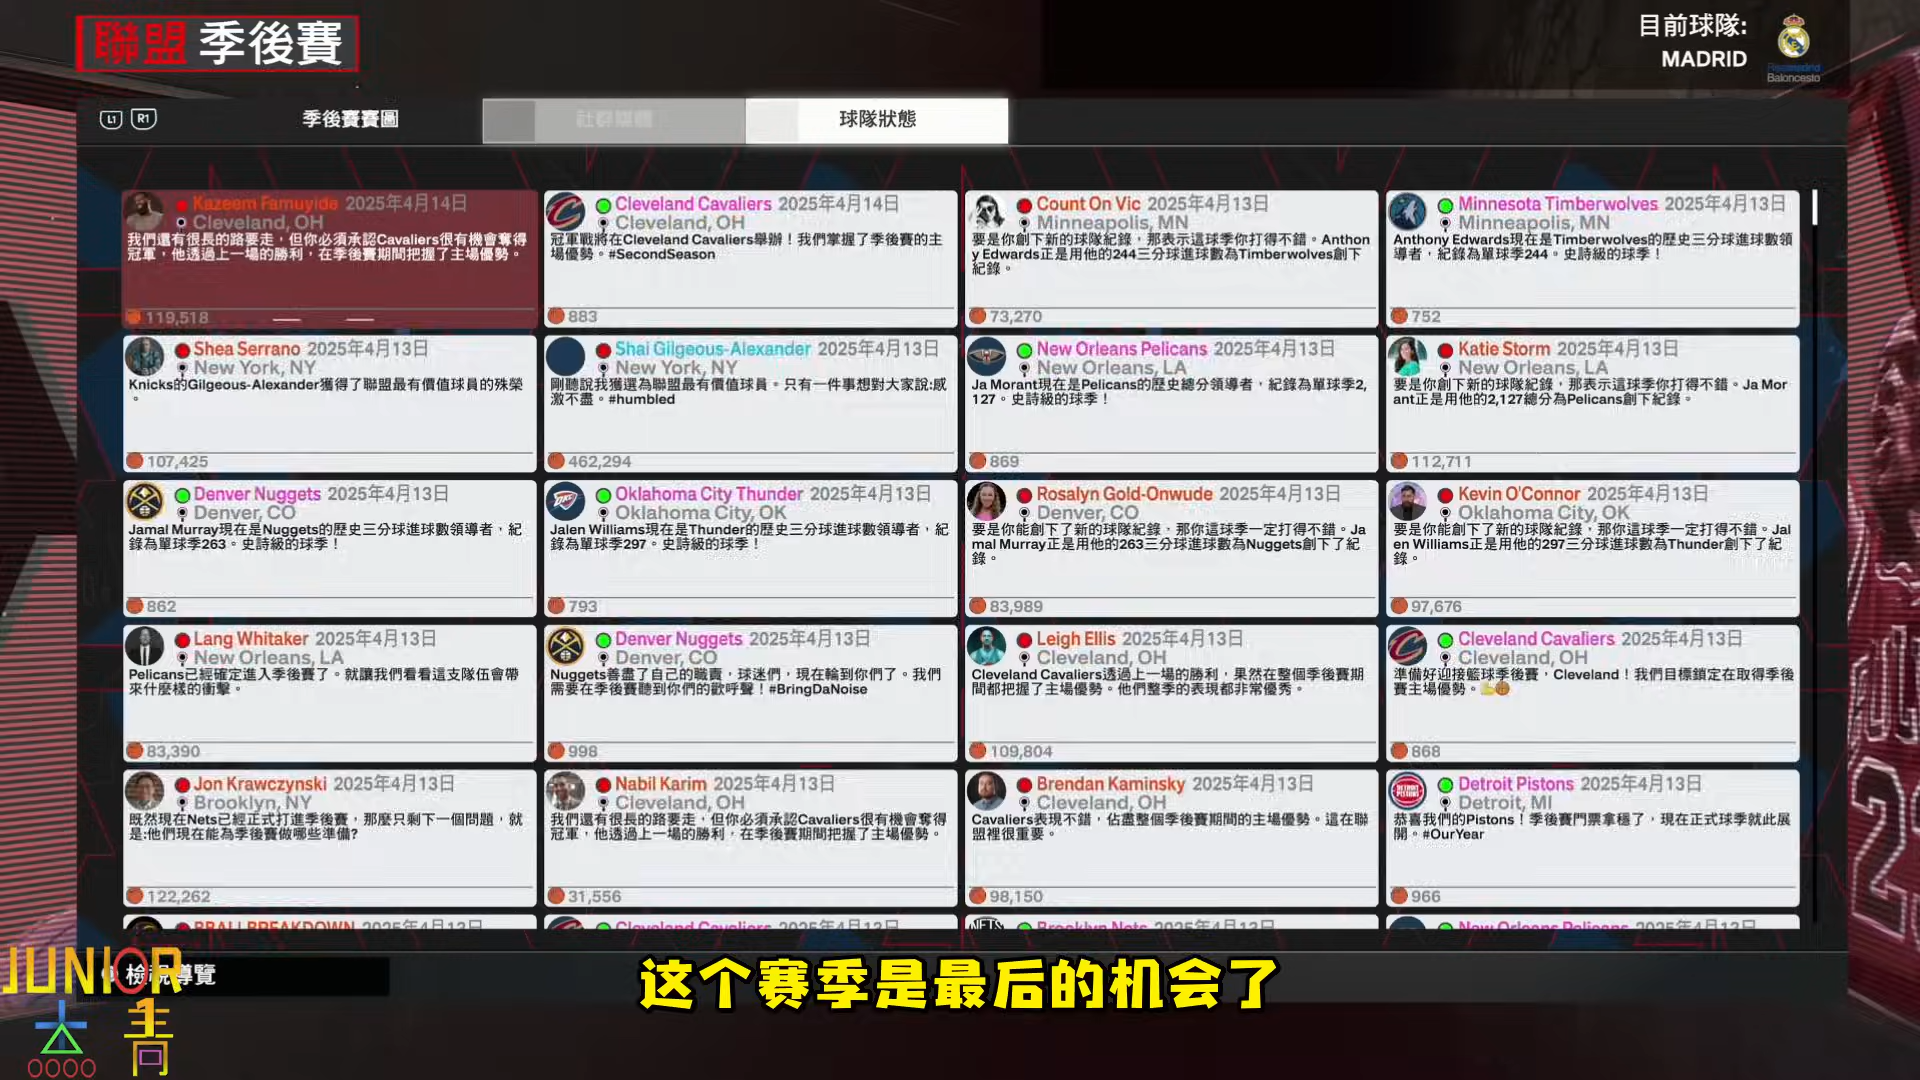 聯盟 季後賽
目前球隊:
MADRID
Baloncesto
L1 R1
季後賽賽圖
球隊狀態
Kazeem Famuyide 2025年4月14日
Cleveland, OH
我們還有很長的路要走，但你必須承認Cavaliers很有機會奪得
冠軍，他透過上一場的勝利，在季後賽期間把握了主場優勢。
119,518
Cleveland Cavaliers 2025年4月14日
Cleveland, OH
冠軍戰將在Cleveland Cavaliers舉辦！我們掌握了季後賽的主
場優勢。#SecondSeason
883
Count On Vic 2025年4月13日
Minneapolis, MN
要是你創下新的球隊紀錄，那表示這球季你打得不錯。Anthon
y Edwards正是用他的244三分球進球數為Timberwolves創下
紀錄。
73,270
Minnesota Timberwolves 2025年4月13日
Minneapolis, MN
Anthony Edwards現在是Timberwolves的歷史三分球進球數領
導者，紀錄為單球季244。史詩級的球季！
752
Shea Serrano 2025年4月13日
New York, NY
Knicks的Gilgeous-Alexander獲得了聯盟最有價值球員的殊榮
。
107,425
Shai Gilgeous-Alexander 2025年4月13日
New York, NY
剛聽說我獲選為聯盟最有價值球員。只有一件事想對大家說:感
激不盡。#humbled
462,294
New Orleans Pelicans 2025年4月13日
New Orleans, LA
Ja Morant現在是Pelicans的歷史總分領導者，紀錄為單球季2,
127。史詩級的球季！
869
Katie Storm 2025年4月13日
New Orleans, LA
要是你創下新的球隊紀錄，那表示這球季你打得不錯。Ja Mor
ant正是用他的2,127總分為Pelicans創下紀錄。
112,711
Denver Nuggets 2025年4月13日
Denver, CO
Jamal Murray現在是Nuggets的歷史三分球進球數領導者，紀
錄為單球季263。史詩級的球季！
862
Oklahoma City Thunder 2025年4月13日
Oklahoma City, OK
Jalen Williams現在是Thunder的歷史三分球進球數領導者，紀
錄為單球季297。史詩級的球季！
793
Rosalyn Gold-Onwude 2025年4月13日
Denver, CO
要是你能創下了新的球隊紀錄，那你這球季一定打得不錯。Ja
mal Murray正是用他的263三分球進球數為Nuggets創下了紀
錄。
83,989
Kevin O'Connor 2025年4月13日
Oklahoma City, OK
要是你能創下了新的球隊紀錄，那你這球季一定打得不錯。Jal
en Williams正是用他的297三分球進球數為Thunder創下了紀
錄。
97,676
Lang Whitaker 2025年4月13日
New Orleans, LA
Pelicans已經確定進入季後賽了。就讓我們看看這支隊伍會帶
來什麼樣的衝擊。
83,390
Denver Nuggets 2025年4月13日
Denver, CO
Nuggets善盡了自己的職責，球迷們，現在輪到你們了。我們
需要在季後賽聽到你們的歡呼聲！#BringDaNoise
998
Leigh Ellis 2025年4月13日
Cleveland, OH
Cleveland Cavaliers透過上一場的勝利，果然在整個季後賽期
間都把握了主場優勢。他們整季的表現都非常優秀。
109,804
Cleveland Cavaliers 2025年4月13日
Cleveland, OH
準備好迎接籃球季後賽，Cleveland！我們目標鎖定在取得季後
賽主場優勢。
868
Jon Krawczynski 2025年4月13日
Brooklyn, NY
既然現在Nets已經正式打進季後賽，那麼只剩下一個問題，就
是:他們現在能為季後賽做哪些準備?
122,262
Nabil Karim 2025年4月13日
Cleveland, OH
我們還有很長的路要走，但你必須承認Cavaliers很有機會奪得
冠軍，他透過上一場的勝利，在季後賽期間把握了主場優勢。
31,556
Brendan Kaminsky 2025年4月13日
Cleveland, OH
Cavaliers表現不錯，佔盡整個季後賽期間的主場優勢。這在聯
盟裡很重要。
98,150
Detroit Pistons 2025年4月13日
Detroit, MI
恭喜我們的Pistons！季後賽門票拿穩了，現在正式球季就此展
開。#OurYear
966
BBALLBREAKDOWN 2025年4月13日
Cleveland Cavaliers 2025年4月13日
Brooklyn Nets 2025年4月13日
New Orleans Pelicans 2025年4月13日
JUNIOR
檢視導覽
这个赛季是最后的机会了